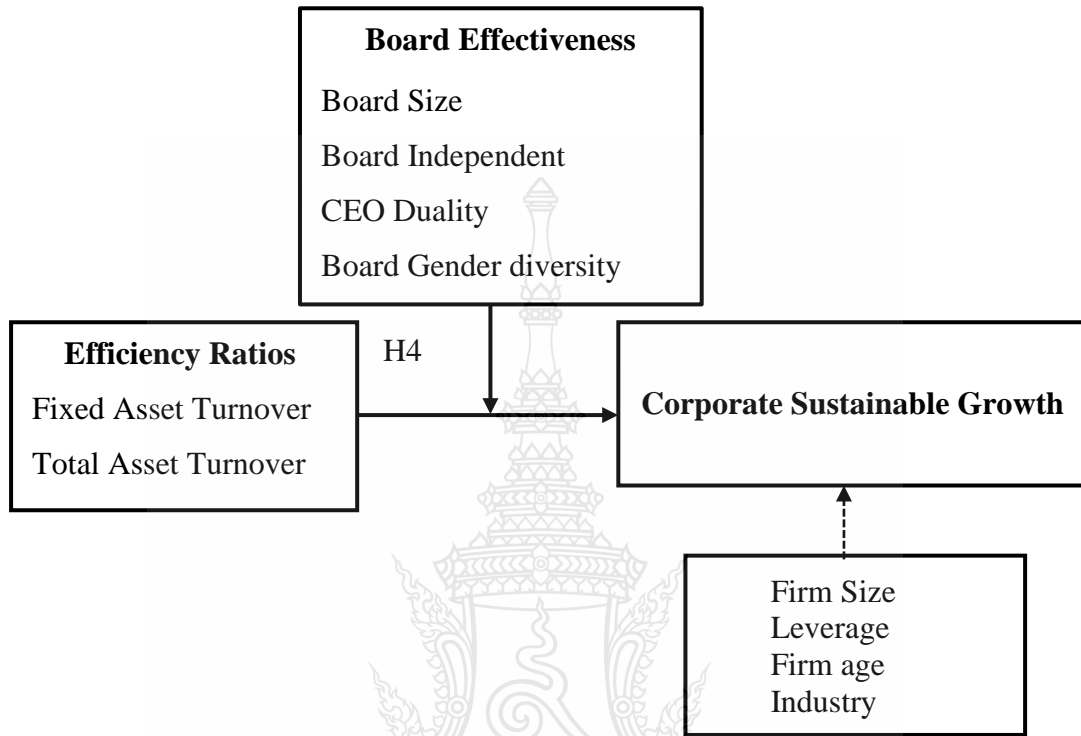 Board Effectiveness
Board Size
Board Independent
CEO Duality
Board Gender diversity
H4
Efficiency Ratios
Fixed Asset Turnover
Total Asset Turnover
Corporate Sustainable Growth
Firm Size
Leverage
Firm age
Industry